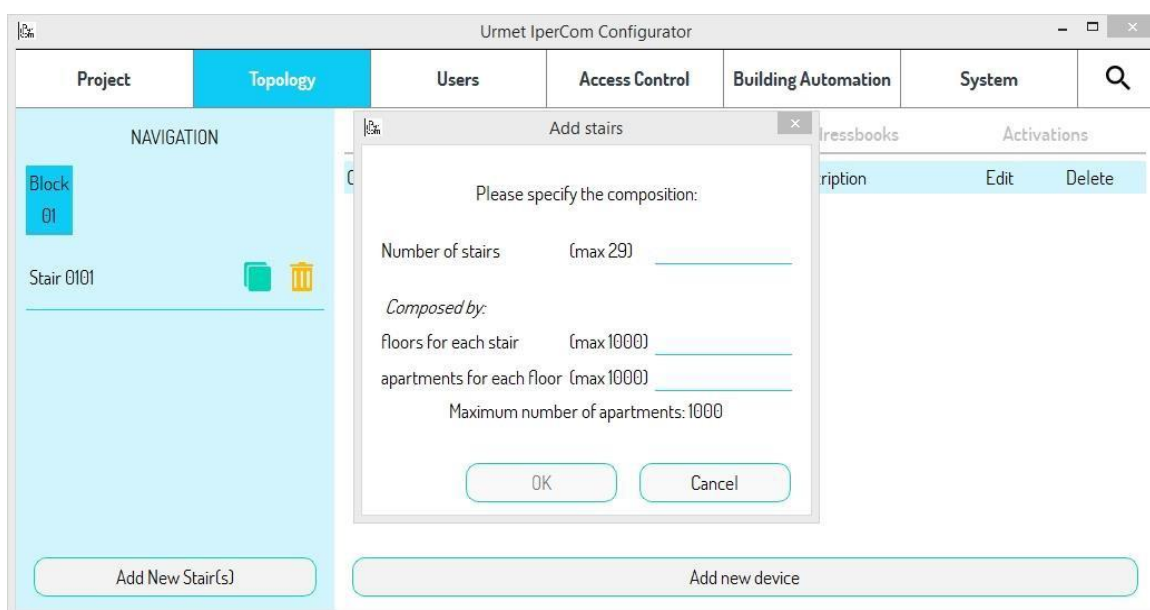 Urmet IperCom Configurator
Project Topology Users Access Control Building Automation System
NAVIGATION
Block
01
Stair 0101
Add New Stair(s)
Add stairs
Please specify the composition:
Number of stairs (max 29)
Composed by:
floors for each stair (max 1000)
apartments for each floor (max 1000)
Maximum number of apartments: 1000
OK Cancel
Activations
Edit Delete
Add new device